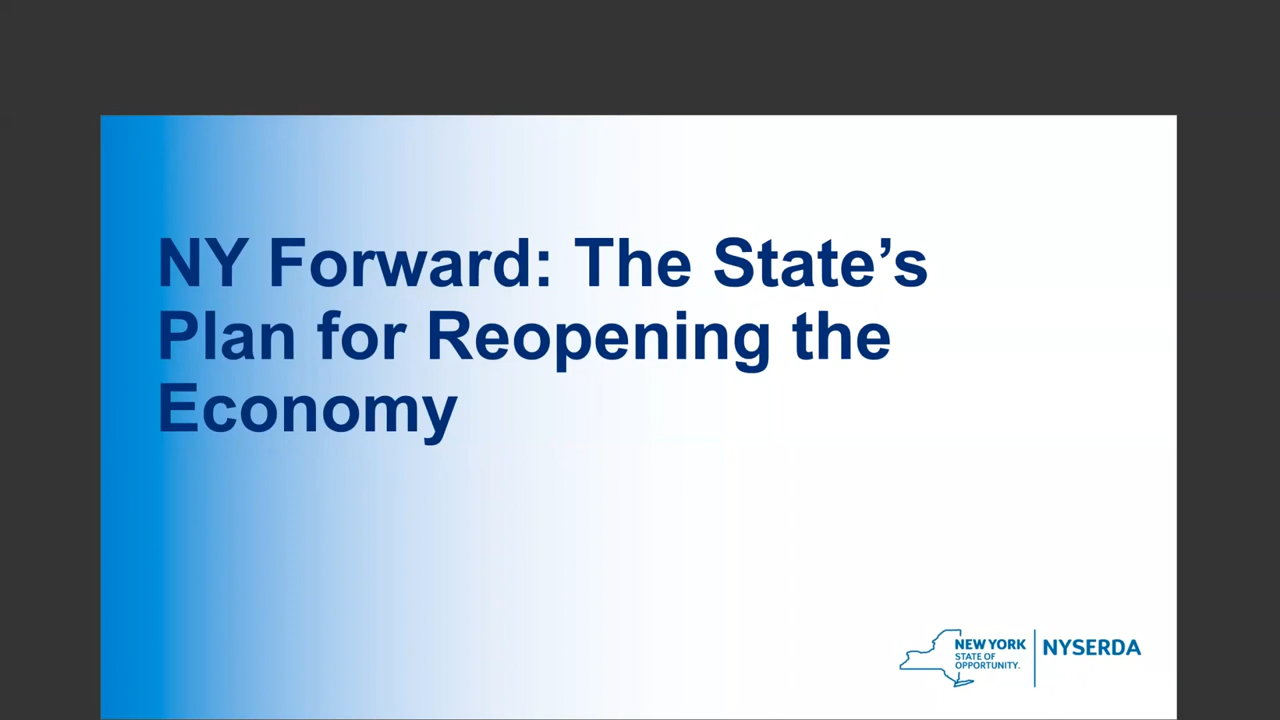 NY Forward: The State’s
Plan for Reopening the
Economy
NEW YORK
STATE OF
OPPORTUNITY.
NYSERDA